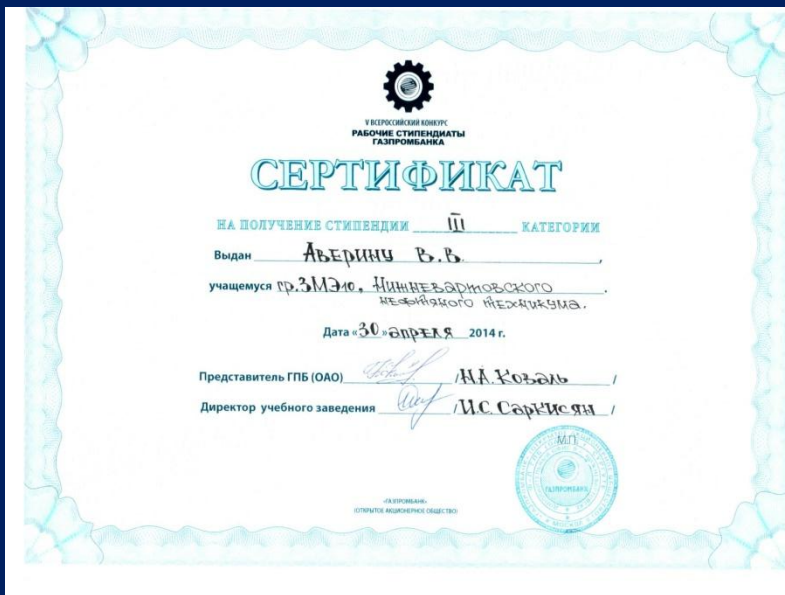 V ВСЕРОССИЙСКИЙ КОНКУРС
РАБОЧИЕ СТИПЕНДИАТЫ
ГАЗПРОМБАНКА
СЕРТИФИКАТ
НА ПОЛУЧЕНИЕ СТИПЕНДИИ III КАТЕГОРИИ
Выдан Аверину В.В. ,
учащемуся гр.3МЭ10, Нижневартовского
нефтяного техникума.
Дата «30» апреля 2014 г.
Представитель ГПБ (ОАО) / Н.А. Коваль /
Директор учебного заведения / И.С. Саркисян /
М.П.
ГАЗПРОМБАНК
«ГАЗПРОМБАНК»
(ОТКРЫТОЕ АКЦИОНЕРНОЕ ОБЩЕСТВО)